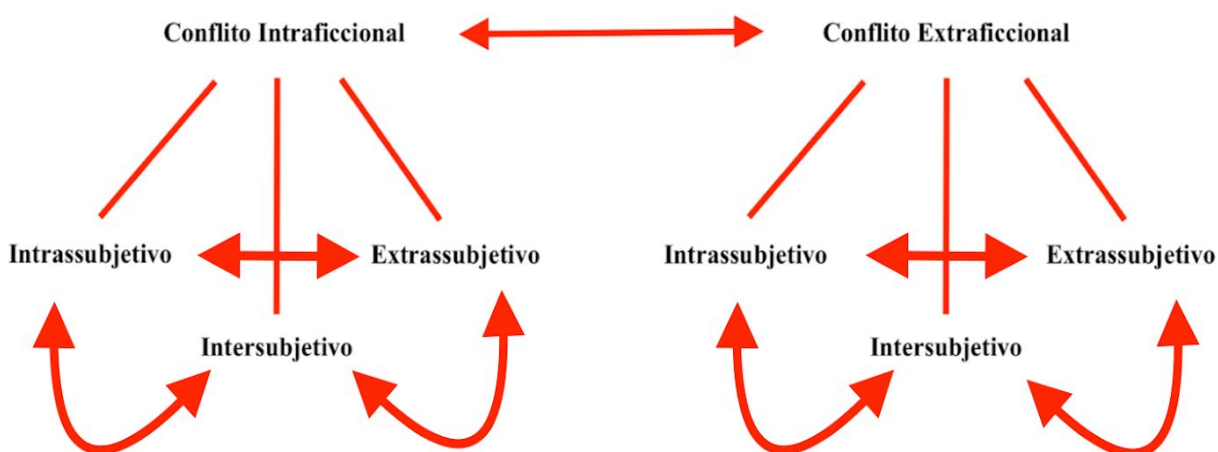 Conflito Intraficcional
Conflito Extraficcional
Intrassubjetivo
Extrassubjetivo
Intrassubjetivo
Extrassubjetivo
Intersubjetivo
Intersubjetivo